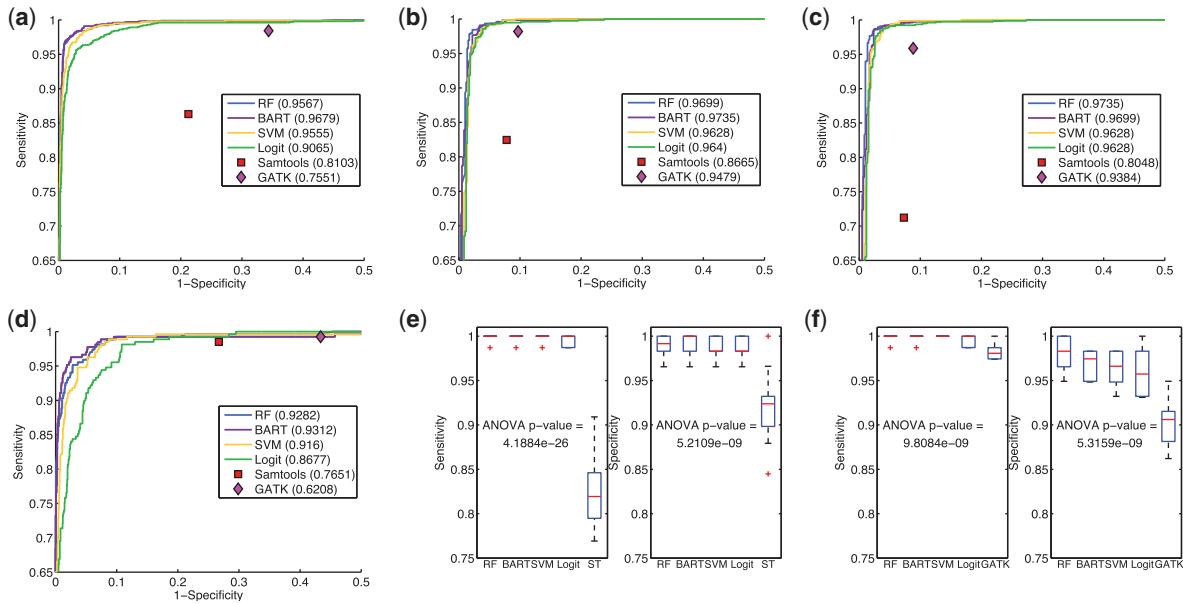 (a)
1
0.95
0.9
0.85
0.8
0.75
0.7
0.65
Sensitivity
0
0.1
0.2
0.3
0.4
0.5
1−Specificity
RF (0.9567)
BART (0.9679)
SVM (0.9555)
Logit (0.9065)
Samtools (0.8103)
GATK (0.7551)
(b)
1
0.95
0.9
0.85
0.8
0.75
0.7
0.65
Sensitivity
0
0.1
0.2
0.3
0.4
0.5
1−Specificity
RF (0.9699)
BART (0.9735)
SVM (0.9628)
Logit (0.964)
Samtools (0.8665)
GATK (0.9479)
(c)
1
0.95
0.9
0.85
0.8
0.75
0.7
0.65
Sensitivity
0
0.1
0.2
0.3
0.4
0.5
1−Specificity
RF (0.9735)
BART (0.9699)
SVM (0.9628)
Logit (0.9628)
Samtools (0.8048)
GATK (0.9384)
(d)
1
0.95
0.9
0.85
0.8
0.75
0.7
0.65
Sensitivity
0
0.1
0.2
0.3
0.4
0.5
1−Specificity
RF (0.9282)
BART (0.9312)
SVM (0.916)
Logit (0.8677)
Samtools (0.7651)
GATK (0.6208)
(e)
1
0.95
0.9
0.85
0.8
0.75
Sensitivity
ANOVA p−value =
4.1884e−26
RF BART SVM Logit ST
1
0.95
0.9
0.85
0.8
0.75
Specificity
ANOVA p−value =
5.2109e−09
RF BART SVM Logit ST
(f)
1
0.95
0.9
0.85
0.8
0.75
Sensitivity
ANOVA p−value =
9.8084e−09
RF BART SVM Logit GATK
1
0.95
0.9
0.85
0.8
0.75
Specificity
ANOVA p−value =
5.3159e−09
RF BART SVM Logit GATK